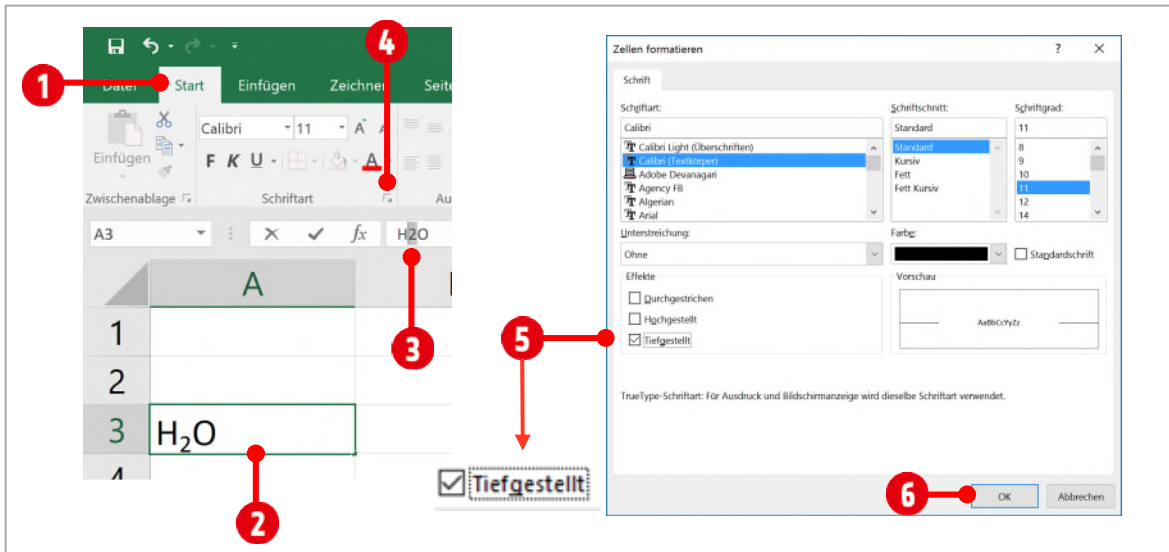 4
1
Datei Start Einfügen Zeichnen Seite
Calibri 11 A A
Einfügen F K U A
Zwischenablage Schriftart Au
A3 fx H2O
A
1
2
3 H₂O
4
3
2
5
Tiefgestellt
Zellen formatieren ? ×
Schrift
Schriftart: Schriftschnitt: Schriftgrad:
Calibri Standard 11
Calibri Light (Überschriften) Standard 8
Calibri (Textkörper) Kursiv 9
Adobe Devanagari Fett 10
Agency FB Fett Kursiv 11
Algerian 12
Arial 14
Unterstreichung: Farbe:
Ohne Standardschrift
Effekte Vorschau
Durchgestrichen
Hochgestellt AaBbCcYyZz
Tiefgestellt
TrueType-Schriftart: Für Ausdruck und Bildschirmanzeige wird dieselbe Schriftart verwendet.
6
OK Abbrechen